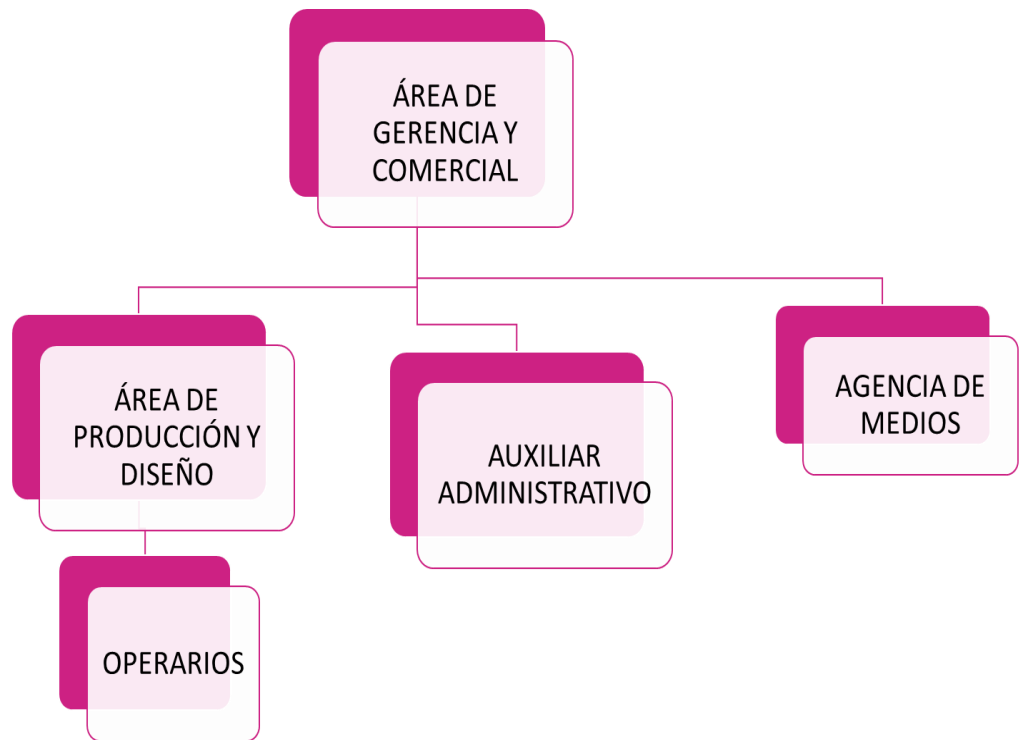 ÁREA DE
GERENCIA Y
COMERCIAL
ÁREA DE
PRODUCCIÓN Y
DISEÑO
AUXILIAR
ADMINISTRATIVO
AGENCIA DE
MEDIOS
OPERARIOS